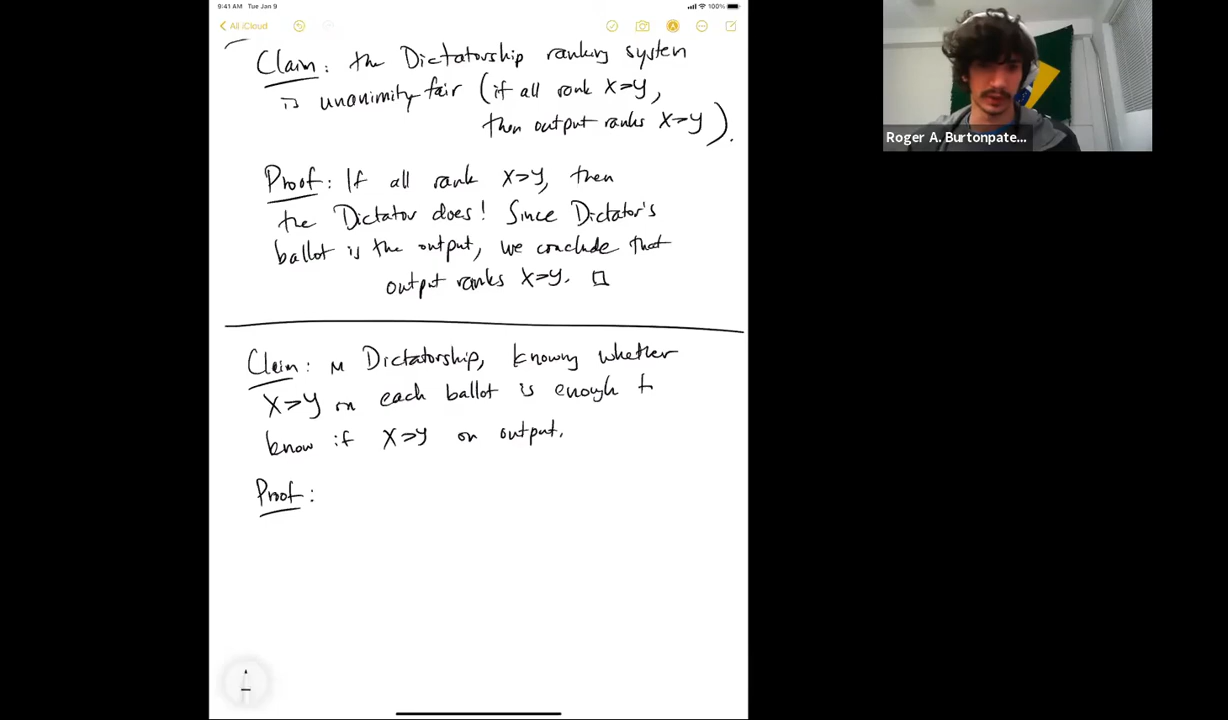 9:41 AM Tue Jan 9
100%
All iCloud
Claim: the Dictatorship ranking system
is unanimity fair (if all rank X>Y,
then output ranks X>Y).
Proof: If all rank X>Y, then
the Dictator does! Since Dictator's
ballot is the output, we conclude that
output ranks X>Y. □
Claim: in Dictatorship, knowing whether
X>Y on each ballot is enough to
know if X>Y on output.
Proof:
Roger A. Burtonpate...